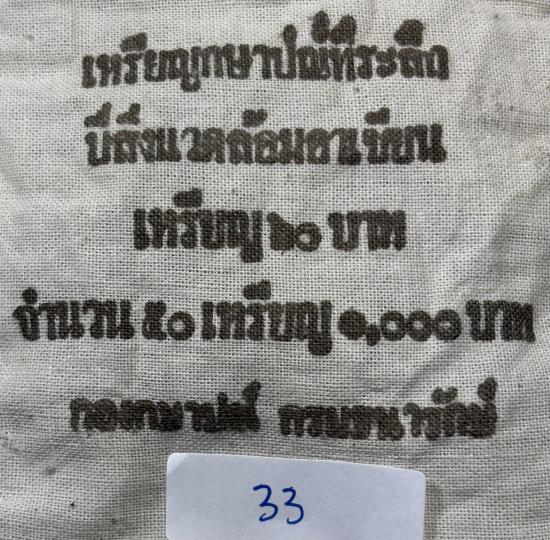 เหรียญกษาปณ์ที่ระลึก
ปีสิ่งแวดล้อมอาเซียน
เหรียญ ๒๐ บาท
จำนวน ๕๐ เหรียญ ๑,๐๐๐ บาท
กองกษาปณ์ กรมธนารักษ์
33